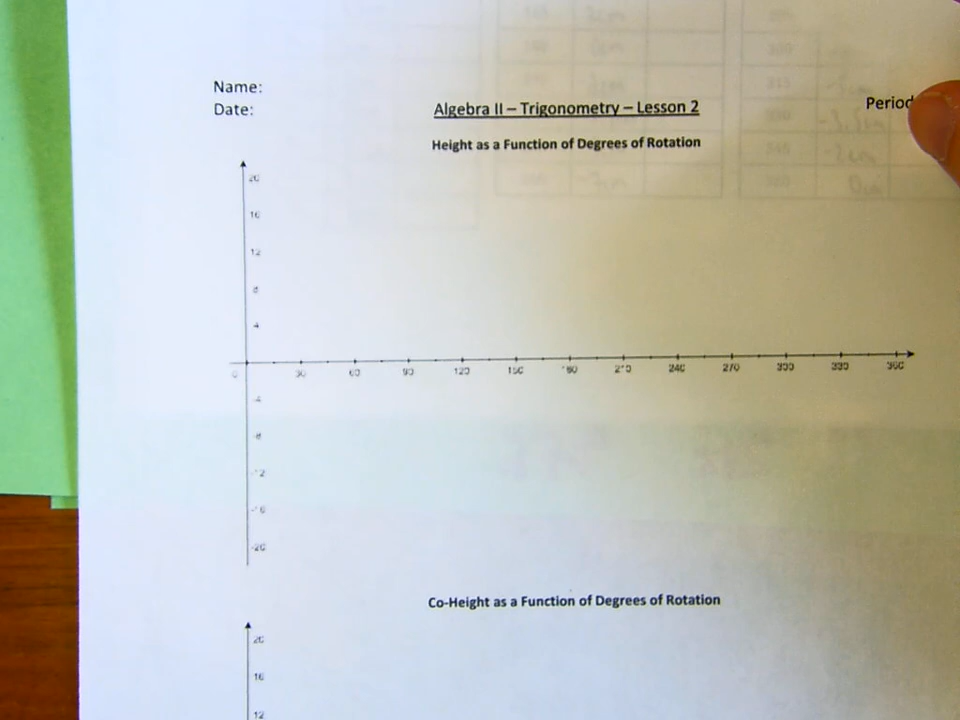 Name:
Date:
Algebra II – Trigonometry – Lesson 2
Period
Height as a Function of Degrees of Rotation
20
16
12
8
4
0 30 60 90 120 150 180 210 240 270 300 330 360
-4
-8
-12
-16
-20
Co-Height as a Function of Degrees of Rotation
20
16
12